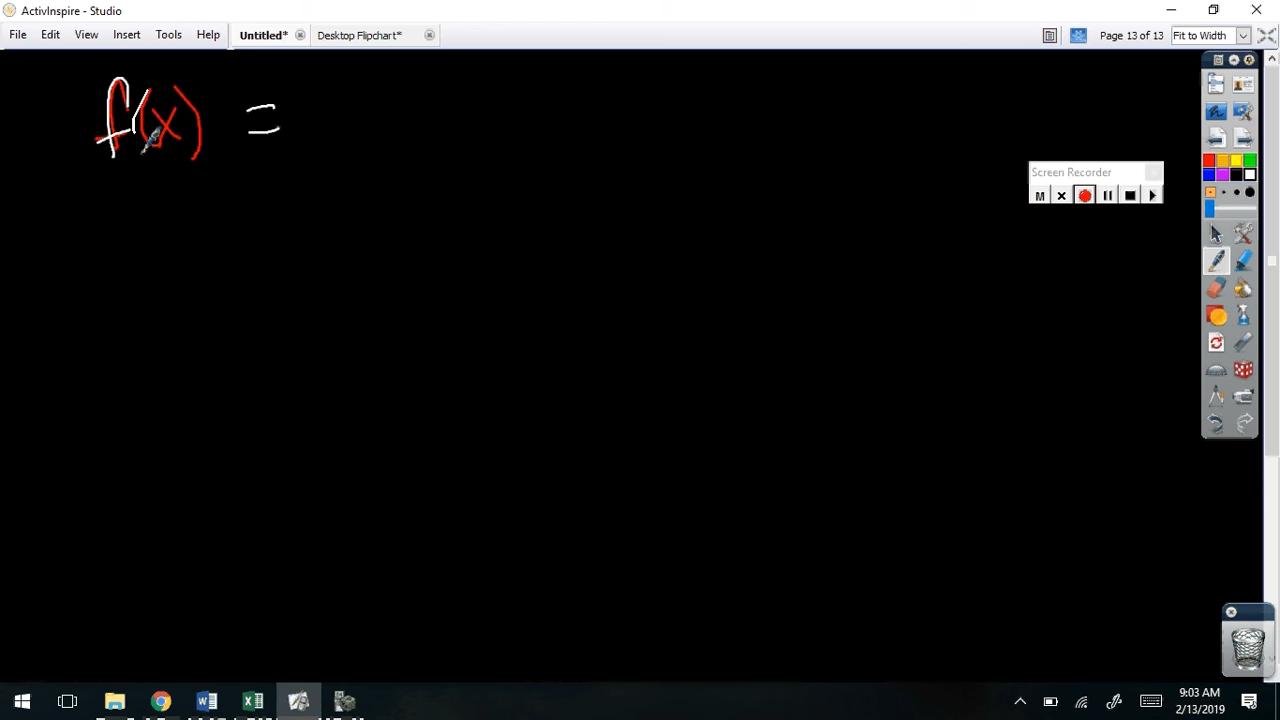 ActivInspire - Studio
File Edit View Insert Tools Help Untitled* Desktop Flipchart* Page 13 of 13 Fit to Width
f(x) =
Screen Recorder
M
9:03 AM
2/13/2019